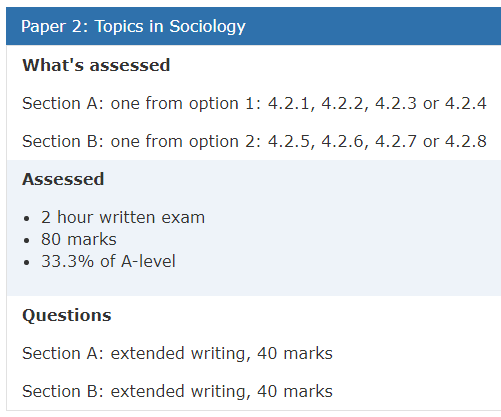 Paper 2: Topics in Sociology
What's assessed
Section A: one from option 1: 4.2.1, 4.2.2, 4.2.3 or 4.2.4
Section B: one from option 2: 4.2.5, 4.2.6, 4.2.7 or 4.2.8
Assessed
• 2 hour written exam
• 80 marks
• 33.3% of A-level
Questions
Section A: extended writing, 40 marks
Section B: extended writing, 40 marks